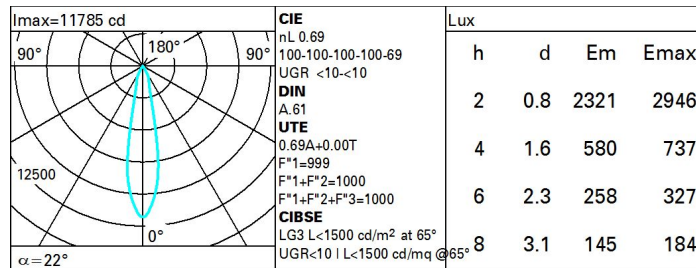 Imax=11785 cd
90° 180° 90°
12500
0°
α=22°
CIE
nL 0.69
100-100-100-100-69
UGR <10-<10
DIN
A.61
UTE
0.69A+0.00T
F"1=999
F"1+F"2=1000
F"1+F"2+F"3=1000
CIBSE
LG3 L<1500 cd/m² at 65°
UGR<10 | L<1500 cd/mq @65°
Lux
h d Em Emax
2 0.8 2321 2946
4 1.6 580 737
6 2.3 258 327
8 3.1 145 184